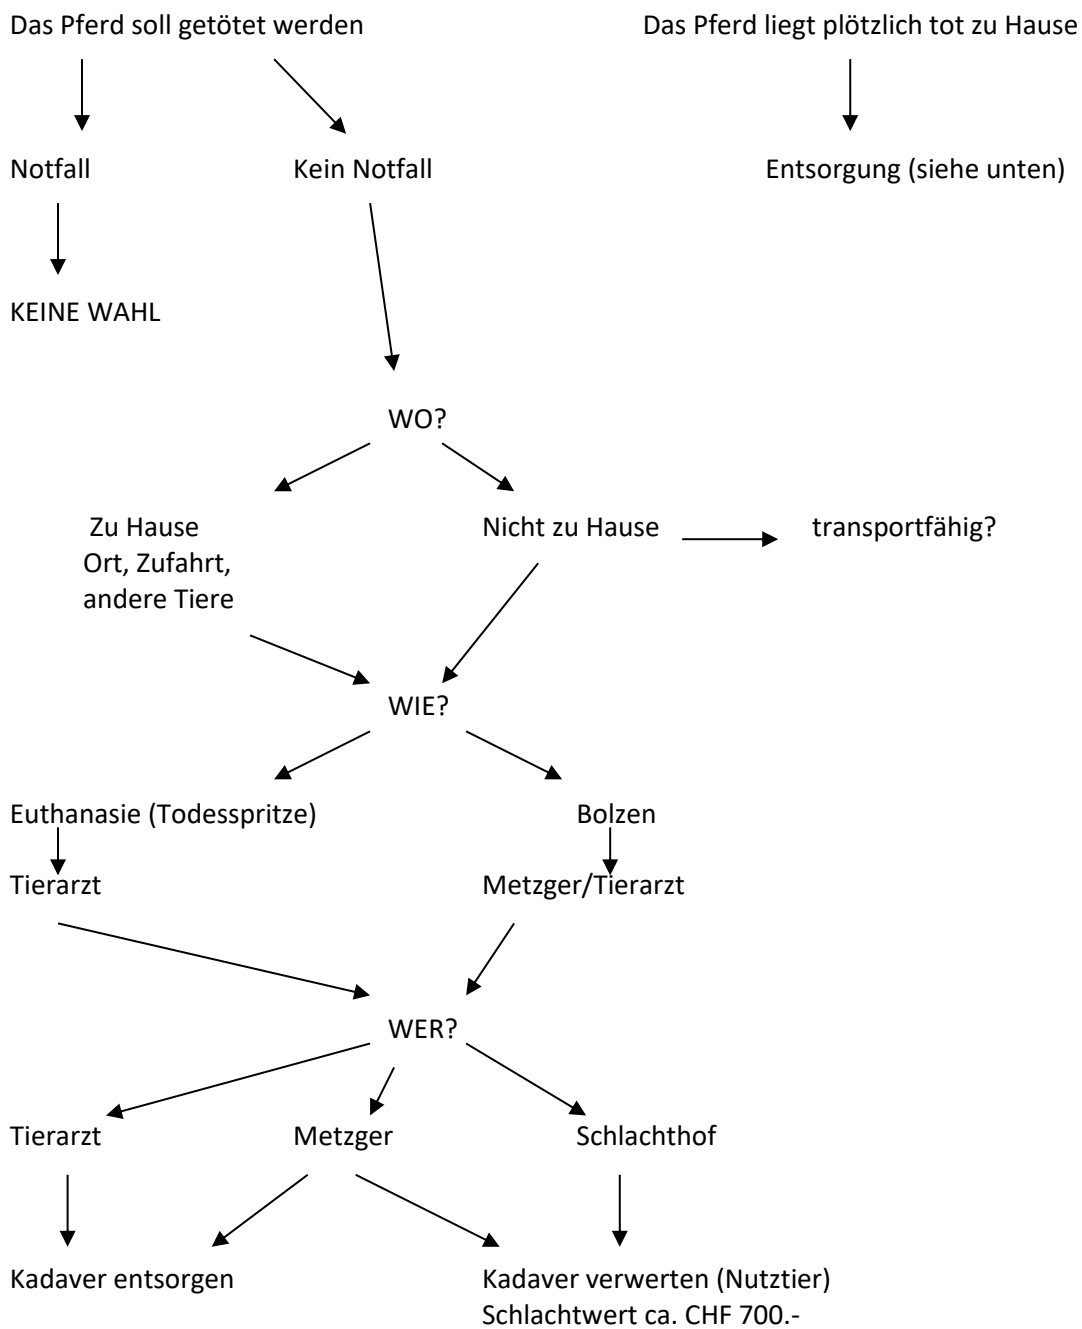 Das Pferd soll getötet werden
Das Pferd liegt plötzlich tot zu Hause
Notfall
Kein Notfall
Entsorgung (siehe unten)
KEINE WAHL
WO?
Zu Hause
Ort, Zufahrt,
andere Tiere
Nicht zu Hause
transportfähig?
WIE?
Euthanasie (Todesspritze)
Bolzen
Tierarzt
Metzger/Tierarzt
WER?
Tierarzt
Metzger
Schlachthof
Kadaver entsorgen
Kadaver verwerten (Nutztier)
Schlachtwert ca. CHF 700.-